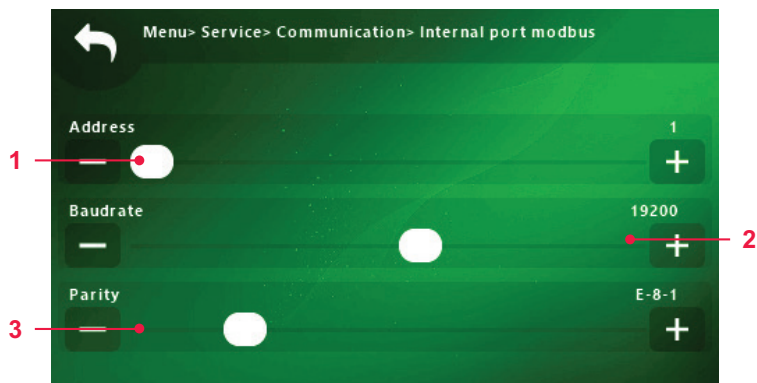 Menu> Service> Communication> Internal port modbus
Address 1
1
Baudrate 19200
2
Parity E-8-1
3